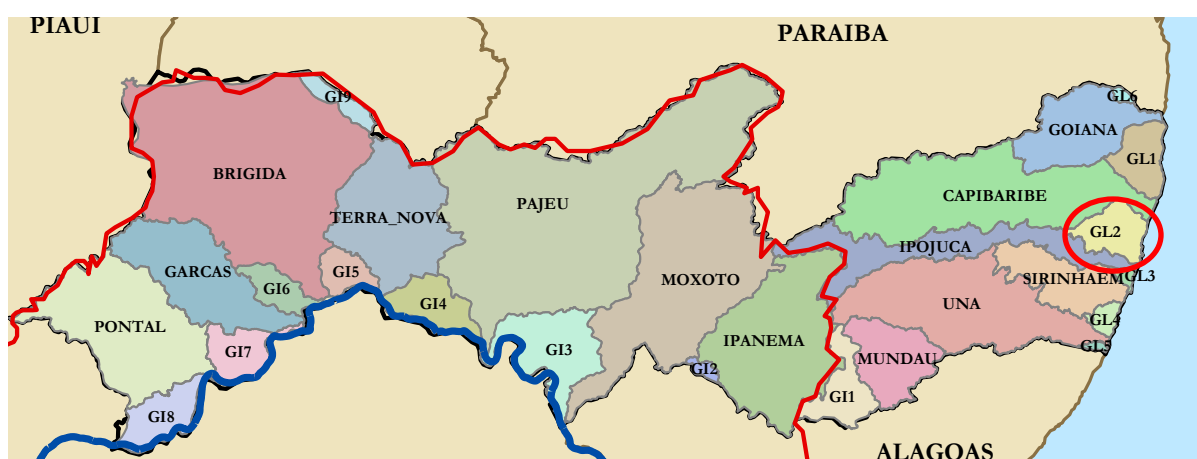 PIAUI
PARAIBA
GI9
GL6
GOIANA
GL1
BRIGIDA
CAPIBARIBE
TERRA_NOVA
PAJEU
GL2
IPOJUCA
GARCAS
GI5
MOXOTO
SIRINHAEM
GL3
GI6
GI4
UNA
PONTAL
GL4
IPANEMA
GI7
GI3
GL5
MUNDAU
GI2
GI1
GI8
ALAGOAS